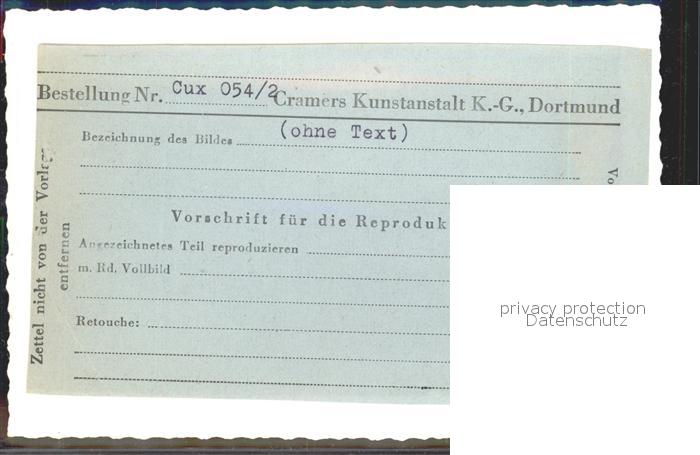 Bestellung Nr. Cux 054/2 Cramers Kunstanstalt K.-G., Dortmund
Bezeichnung des Bildes (ohne Text)
Vorschrift für die Reproduk
Angezeichnetes Teil reproduzieren
m. Rd. Vollbild
Retouche:
Zettel nicht von der Vorlage
entfernen
Vo
privacy protection
Datenschutz